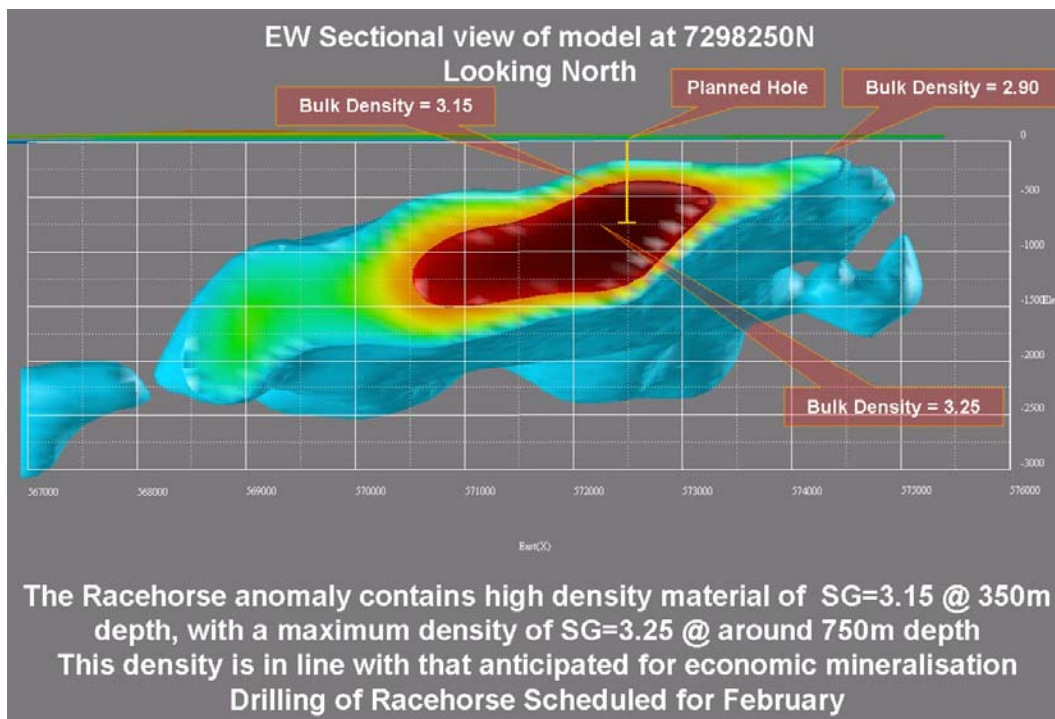 EW Sectional view of model at 7298250N
Looking North
Bulk Density = 3.15
Planned Hole
Bulk Density = 2.90
0
-500
-1000
-1500
-2000
-2500
-3000
Bulk Density = 3.25
567000 568000 569000 570000 571000 572000 573000 574000 575000 576000
East(X)
The Racehorse anomaly contains high density material of SG=3.15 @ 350m
depth, with a maximum density of SG=3.25 @ around 750m depth
This density is in line with that anticipated for economic mineralisation
Drilling of Racehorse Scheduled for February